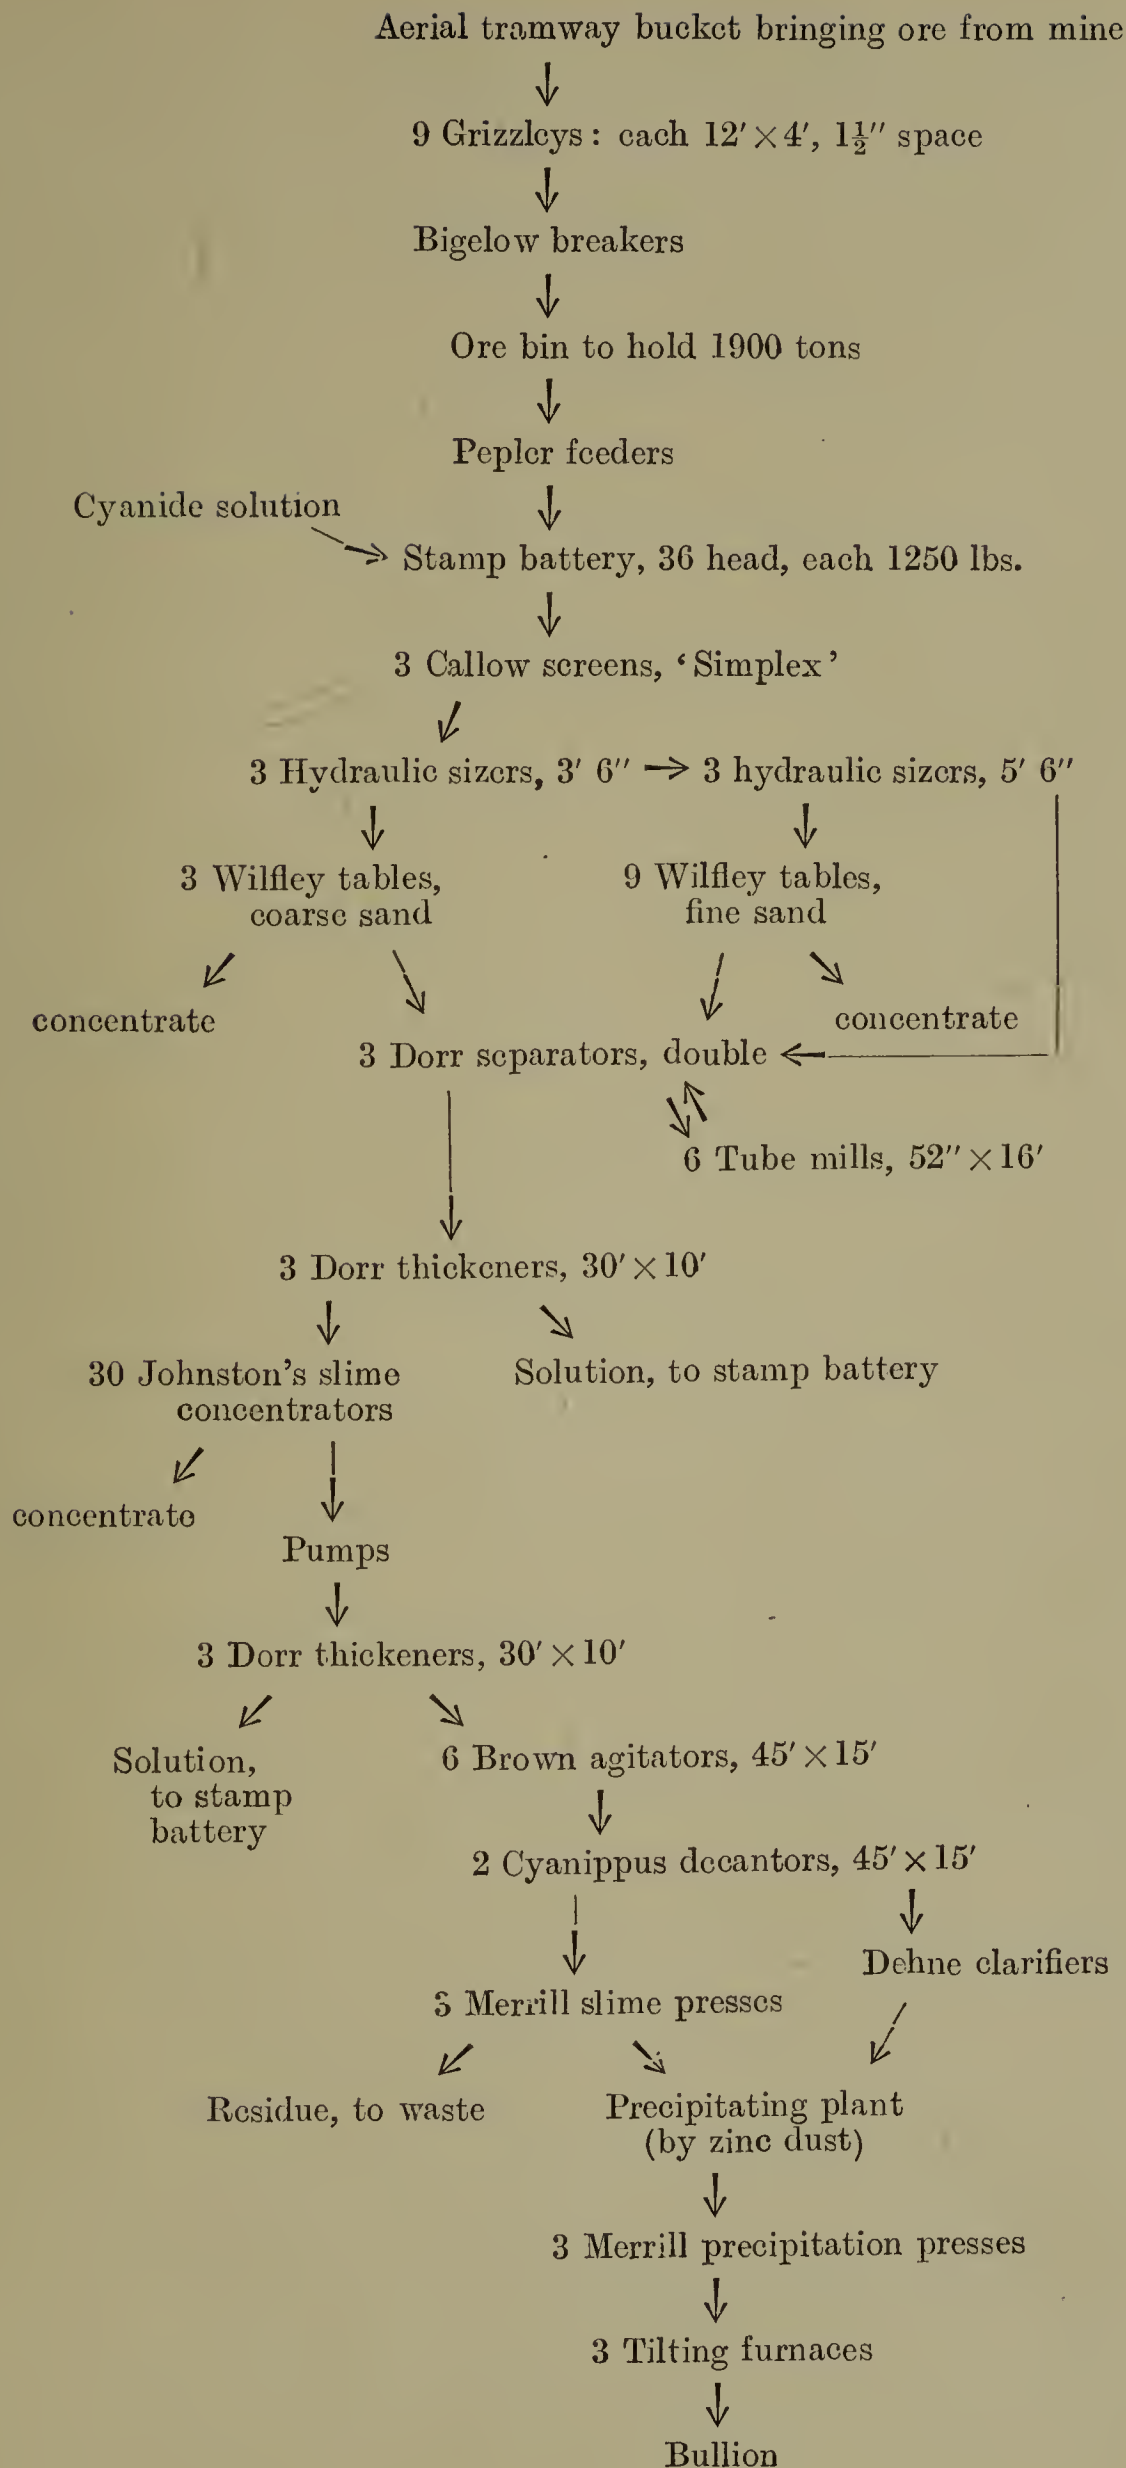 Aerial tramway bucket bringing ore from mine
9 Grizzleys: each 12′×4′, 1½″ space
Bigelow breakers
Ore bin to hold 1900 tons
Pepler feeders
Cyanide solution
Stamp battery, 36 head, each 1250 lbs.
3 Callow screens, ‘Simplex’
3 Hydraulic sizers, 3′ 6″ → 3 hydraulic sizers, 5′ 6″
3 Wilfley tables,
coarse sand
9 Wilfley tables,
fine sand
concentrate
concentrate
3 Dorr separators, double
6 Tube mills, 52″×16′
3 Dorr thickeners, 30′×10′
30 Johnston’s slime
concentrators
Solution, to stamp battery
concentrate
Pumps
3 Dorr thickeners, 30′×10′
Solution,
to stamp
battery
6 Brown agitators, 45′×15′
2 Cyanippus decantors, 45′×15′
Dehne clarifiers
3 Merrill slime presses
Residue, to waste
Precipitating plant
(by zinc dust)
3 Merrill precipitation presses
3 Tilting furnaces
Bullion